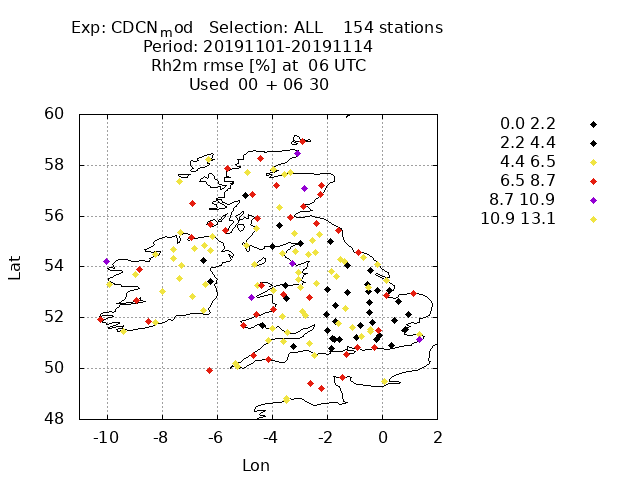 Exp: CDCN_mod   Selection: ALL    154 stations
Period: 20191101-20191114
Rh2m rmse [%] at  06 UTC
Used  00 + 06 30
0.0 2.2
2.2 4.4
4.4 6.5
6.5 8.7
8.7 10.9
10.9 13.1
60
58
56
54
52
50
48
Lat
-10 -8 -6 -4 -2 0 2
Lon